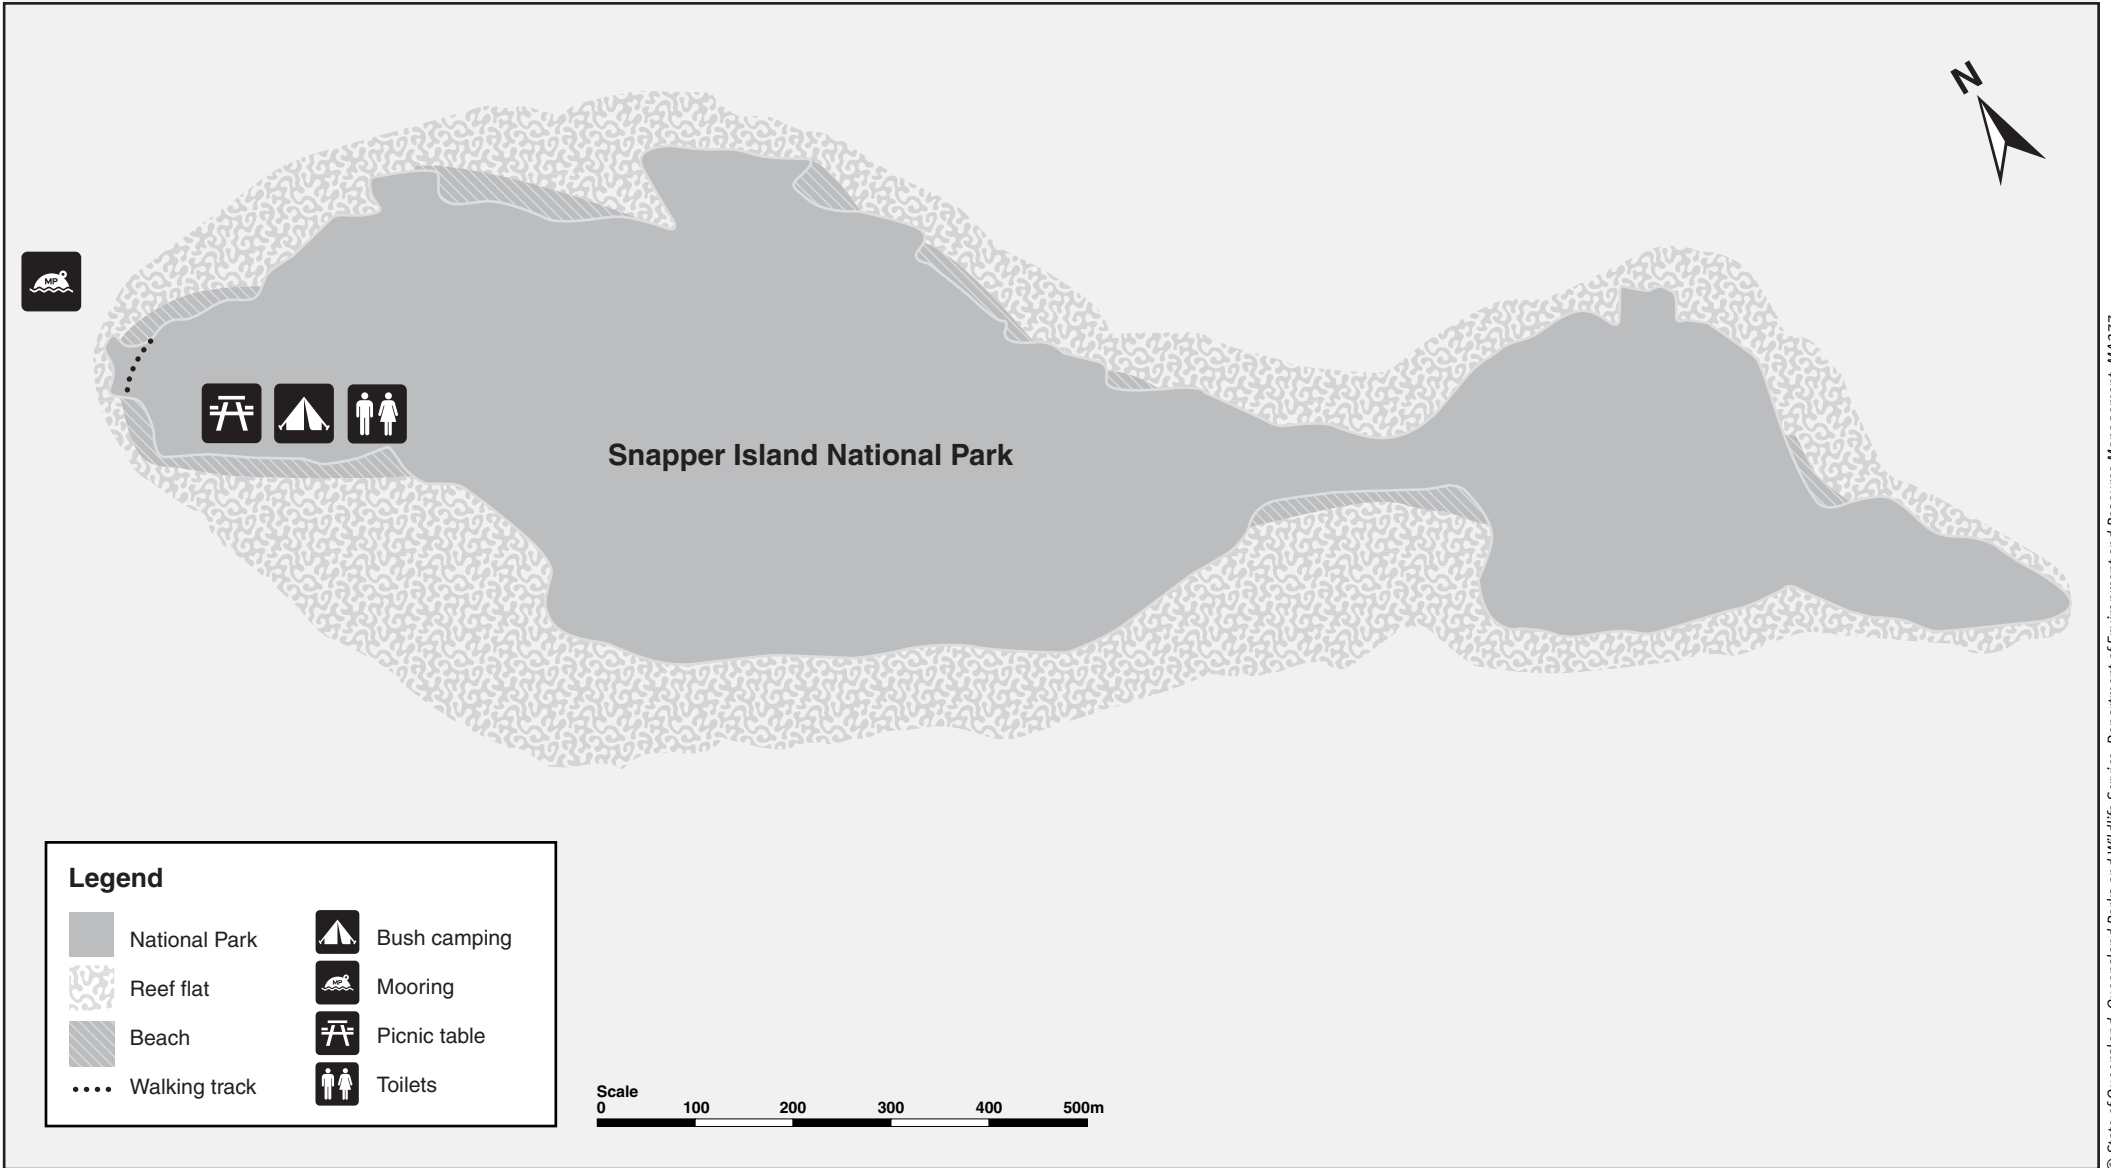 N
MP
Snapper Island National Park
Legend
National Park
Reef flat
Beach
Walking track
Bush camping
MP
Mooring
Picnic table
Toilets
Scale
0 100 200 300 400 500m